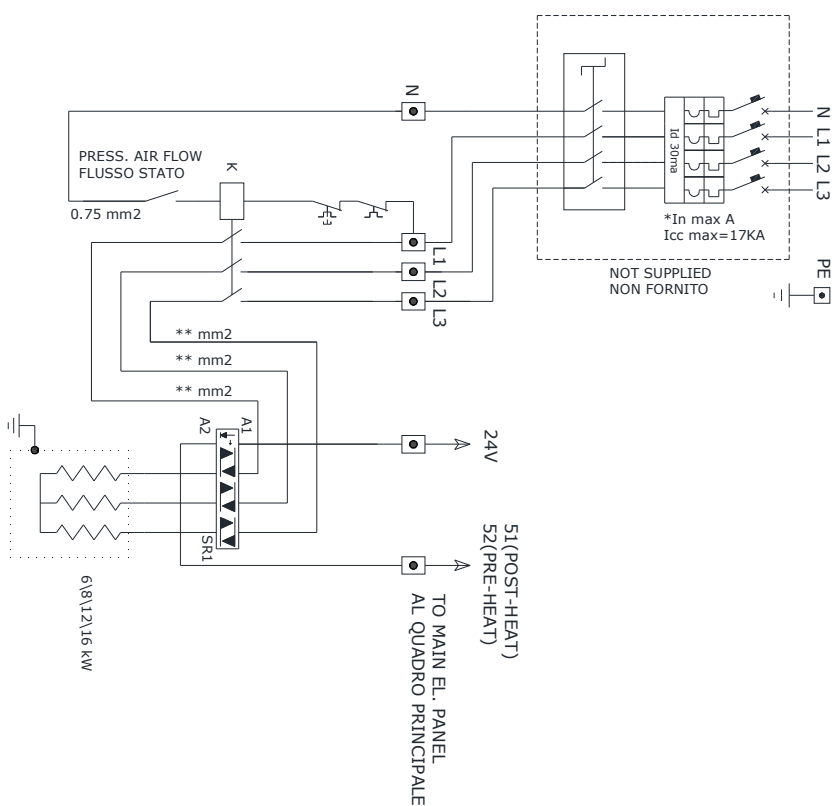 N
N
L1
L2
L3
Id 30ma
*In max A
Icc max=17KA
NOT SUPPLIED
NON FORNITO
PE
PRESS. AIR FLOW
FLUSSO STATO
K
0.75 mm2
L1
L2
L3
** mm2
** mm2
** mm2
A2
A1
SR1
24V
51(POST-HEAT)
52(PRE-HEAT)
TO MAIN EL. PANEL
AL QUADRO PRINCIPALE
6\8\12\16 kW